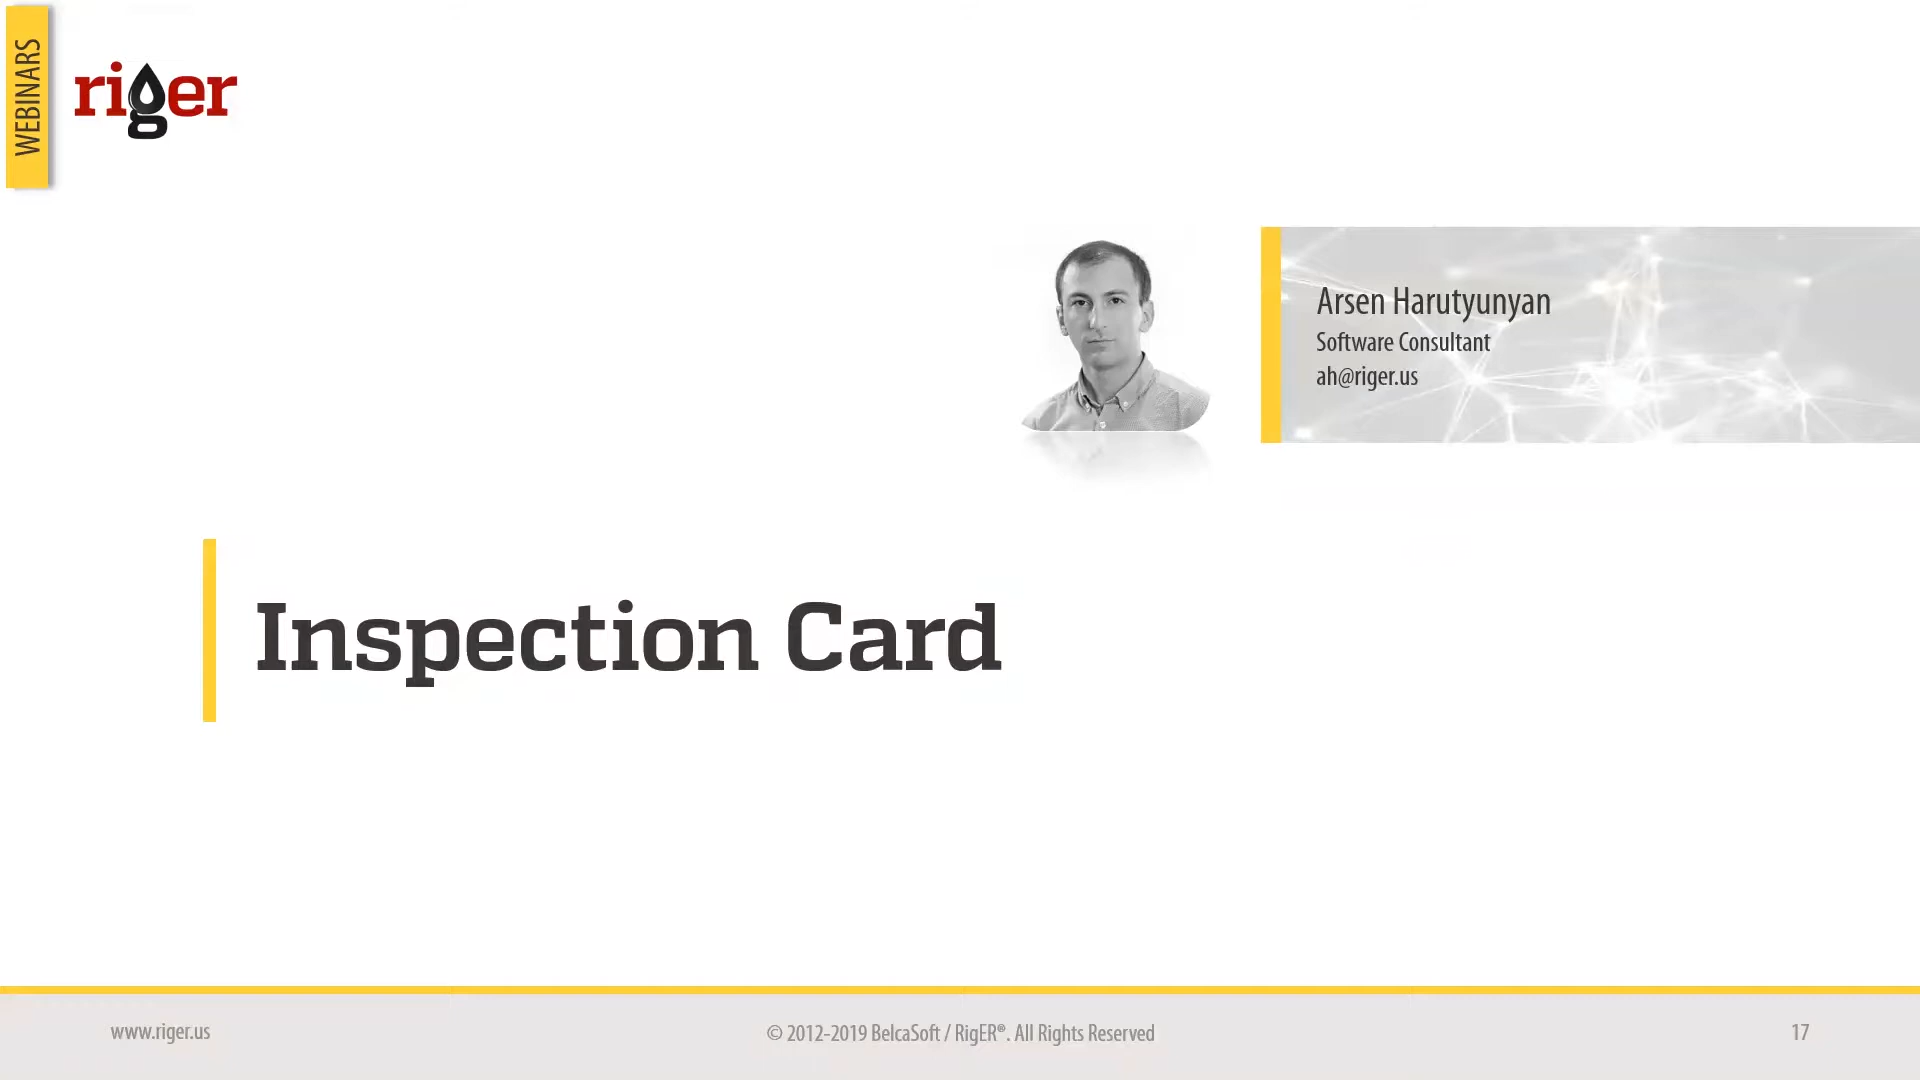 WEBINARS
riger
Arsen Harutyunyan
Software Consultant
ah@riger.us
Inspection Card
www.riger.us
© 2012-2019 BelcaSoft / RigER®. All Rights Reserved
17